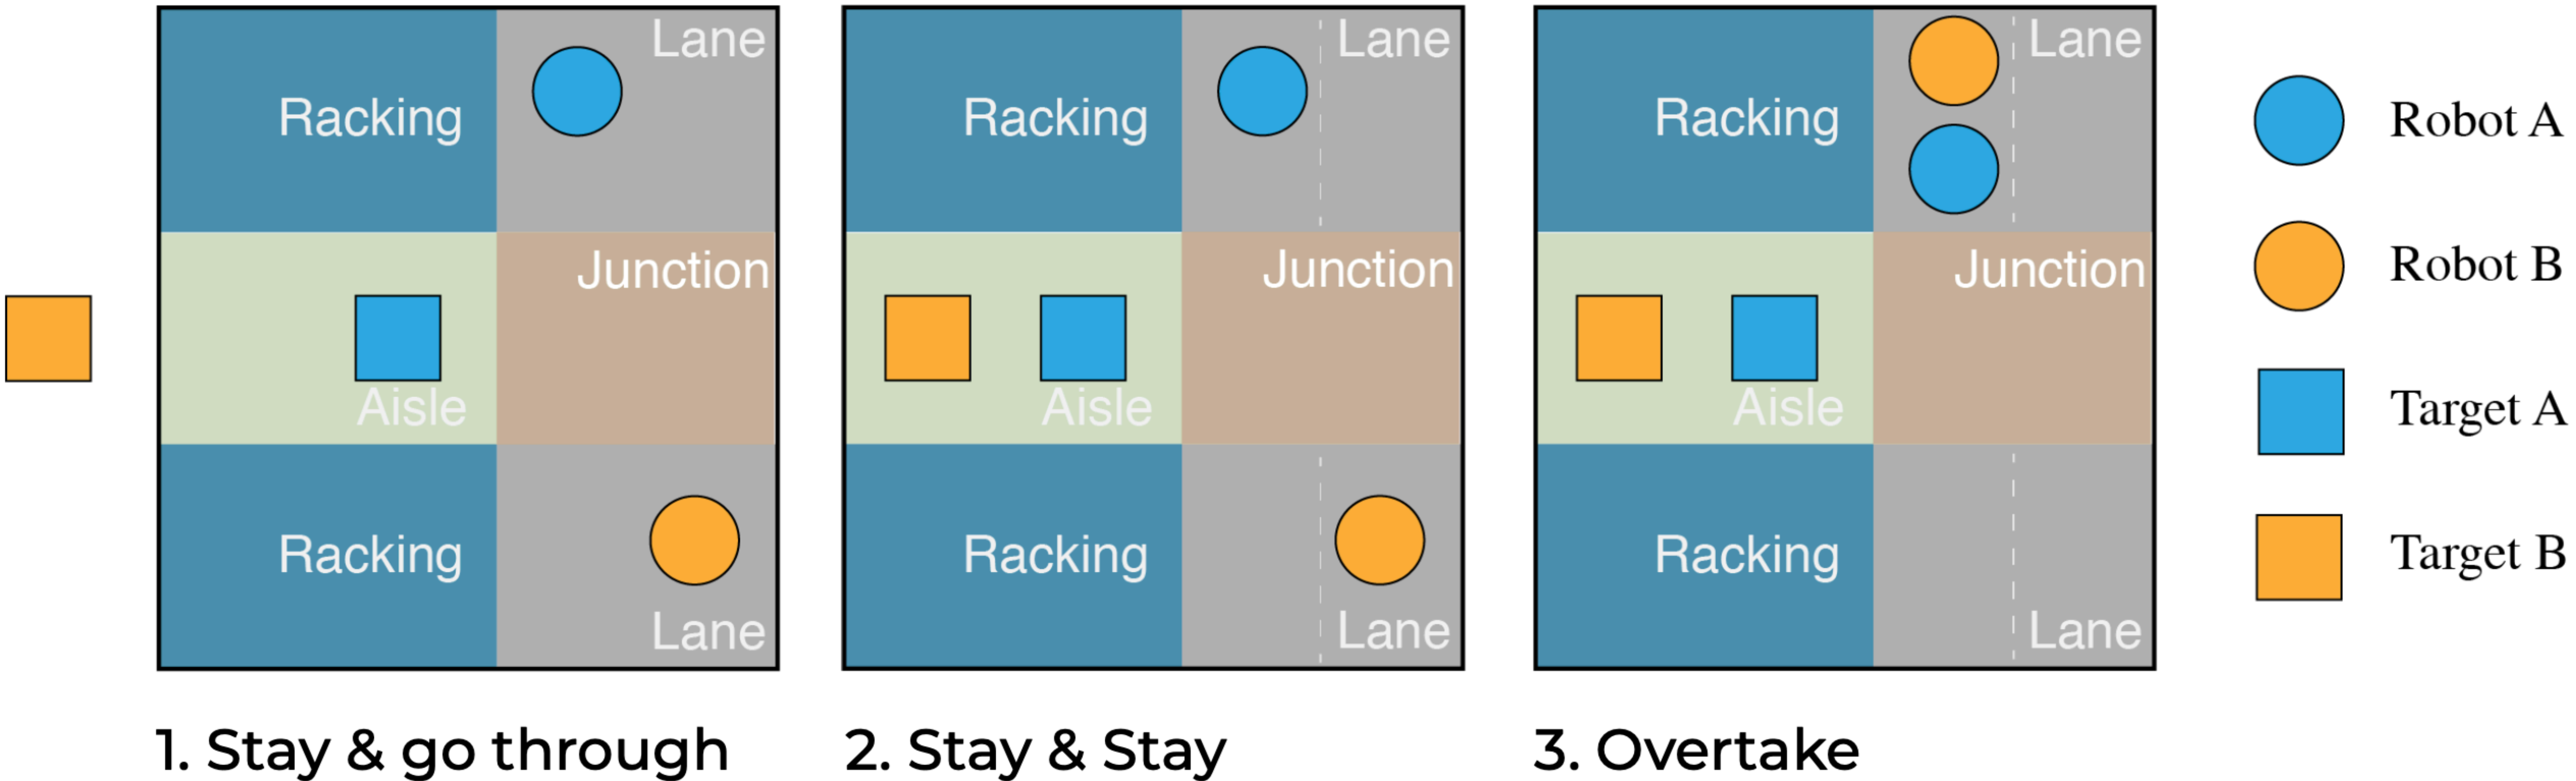 Lane
Racking
Junction
Aisle
Racking
Lane
1. Stay & go through
Lane
Racking
Junction
Aisle
Racking
Lane
2. Stay & Stay
Lane
Racking
Junction
Aisle
Racking
Lane
3. Overtake
Robot A
Robot B
Target A
Target B